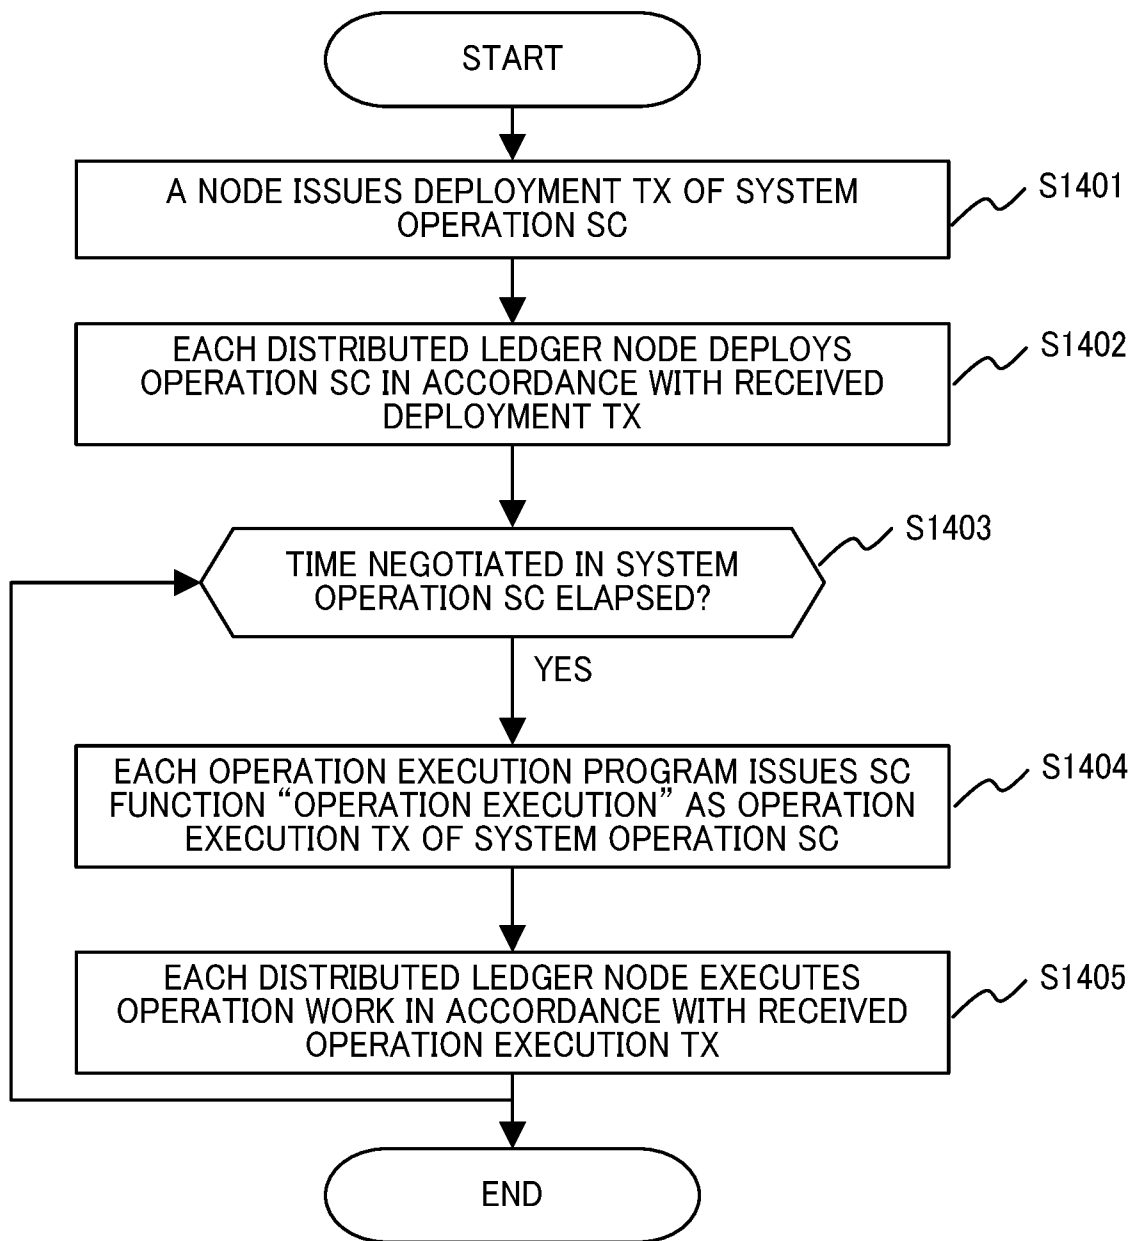 START
A NODE ISSUES DEPLOYMENT TX OF SYSTEM
OPERATION SC
S1401
EACH DISTRIBUTED LEDGER NODE DEPLOYS
OPERATION SC IN ACCORDANCE WITH RECEIVED
DEPLOYMENT TX
S1402
TIME NEGOTIATED IN SYSTEM
OPERATION SC ELAPSED?
S1403
YES
EACH OPERATION EXECUTION PROGRAM ISSUES SC
FUNCTION “OPERATION EXECUTION” AS OPERATION
EXECUTION TX OF SYSTEM OPERATION SC
S1404
EACH DISTRIBUTED LEDGER NODE EXECUTES
OPERATION WORK IN ACCORDANCE WITH RECEIVED
OPERATION EXECUTION TX
S1405
END